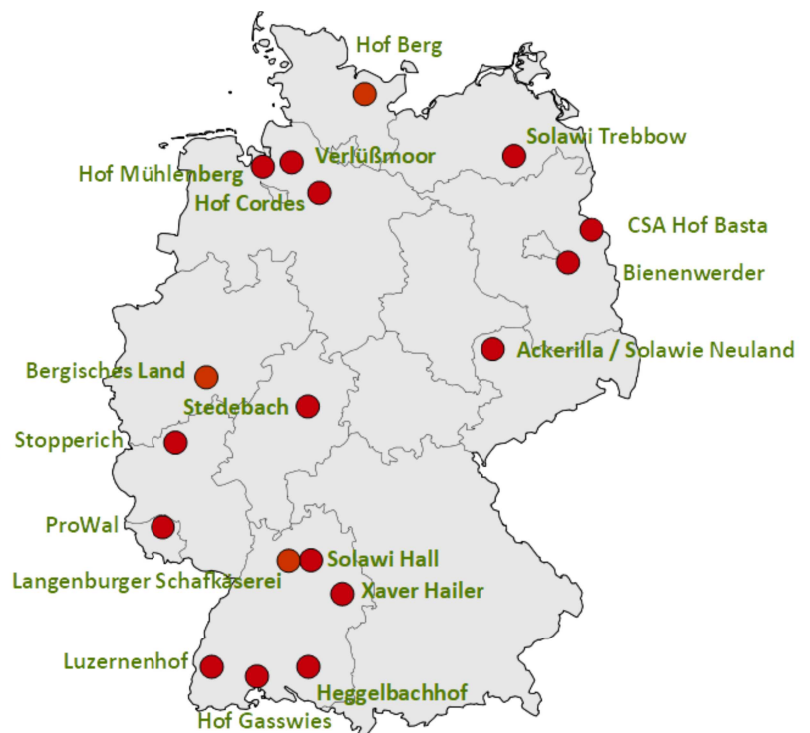 Hof Berg
Solawi Trebbow
Verlüßmoor
Hof Mühlenberg
Hof Cordes
CSA Hof Basta
Bienenwerder
Ackerilla / Solawie Neuland
Bergisches Land
Stedebach
Stopperich
ProWal
Solawi Hall
Langenburger Schafkäserei
Xaver Hailer
Luzernenhof
Heggelbachhof
Hof Gasswies